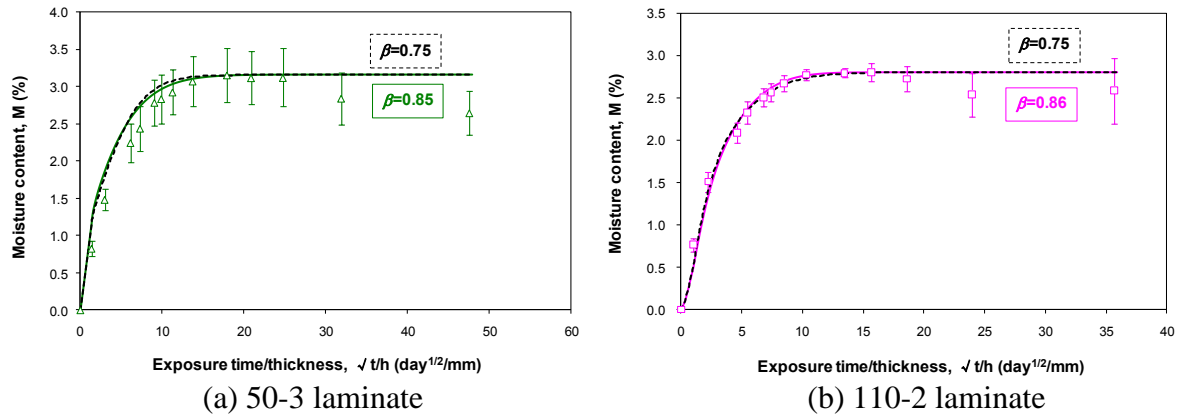 4.0
3.5
3.0
2.5
2.0
1.5
1.0
0.5
0.0
Moisture content, M (%)
β=0.75
β=0.85
0 10 20 30 40 50 60
Exposure time/thickness, √ t/h (day1/2/mm)
(a) 50-3 laminate
3.5
3.0
2.5
2.0
1.5
1.0
0.5
0.0
Moisture content, M (%)
β=0.75
β=0.86
0 5 10 15 20 25 30 35 40
Exposure time/thickness, √ t/h (day1/2/mm)
(b) 110-2 laminate